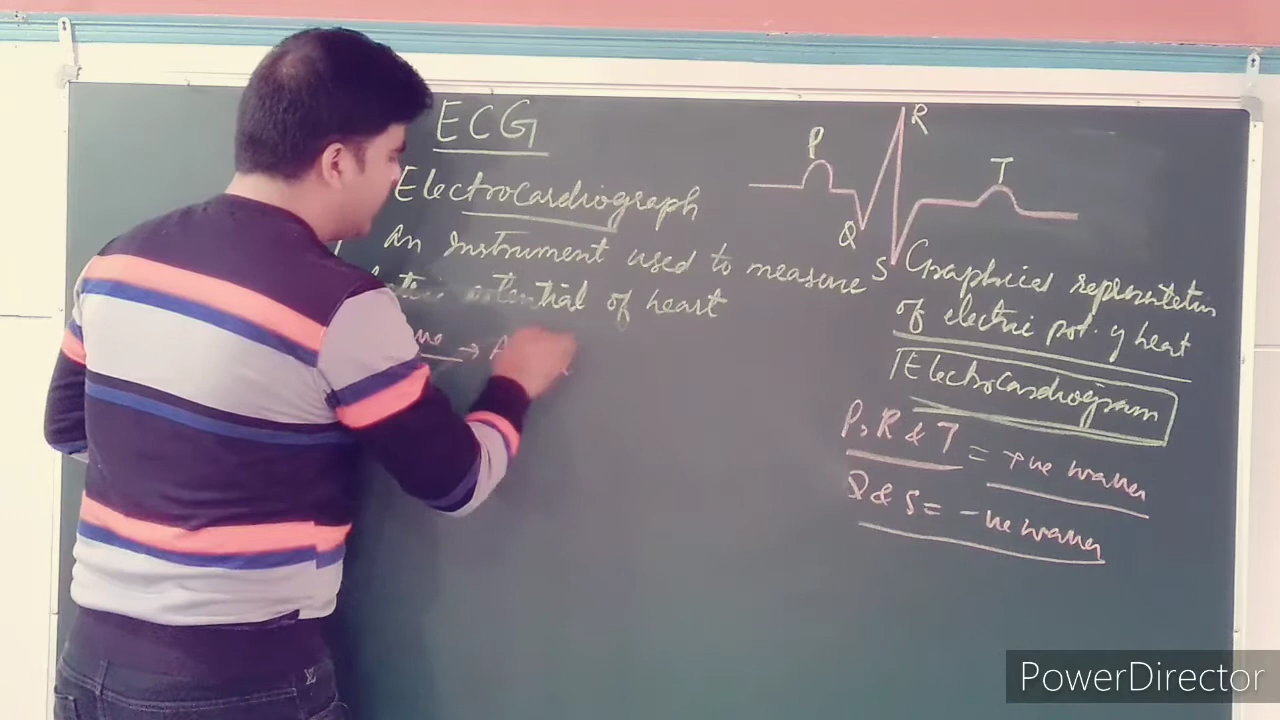 ECG
Electrocardiograph
An Instrument used to measure
potential of heart
→ A
P
R
T
Q
S
Graphical representation
of electric pot. of heart
Electrocardiogram
P, R & T = +ve waves
Q & S = -ve waves
PowerDirector